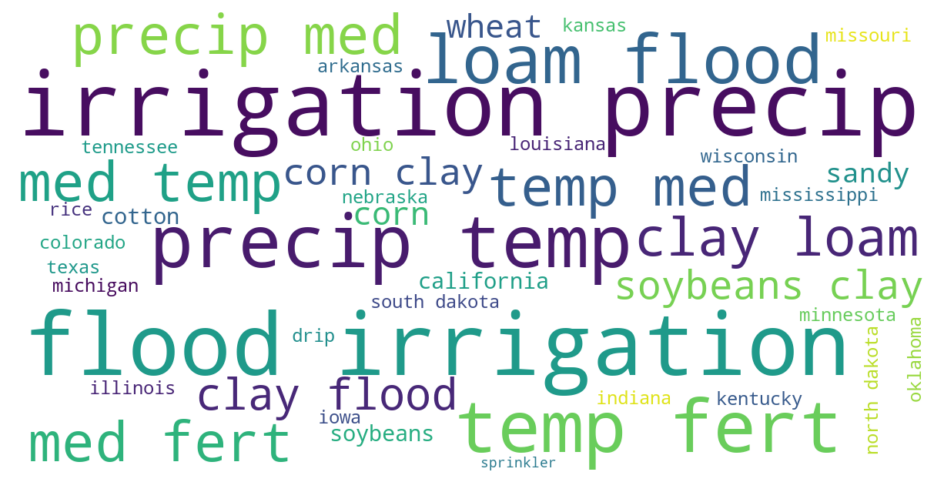 precip med
wheat
kansas
missouri
arkansas
loam flood
irrigation precip
tennessee
ohio
louisiana
wisconsin
med temp
corn clay
temp med
sandy
nebraska
mississippi
rice
cotton
corn
colorado
precip temp
clay loam
texas
michigan
california
soybeans clay
south dakota
minnesota
flood irrigation
drip
north dakota
oklahoma
illinois
clay flood
indiana
kentucky
iowa
med fert
soybeans
temp fert
sprinkler